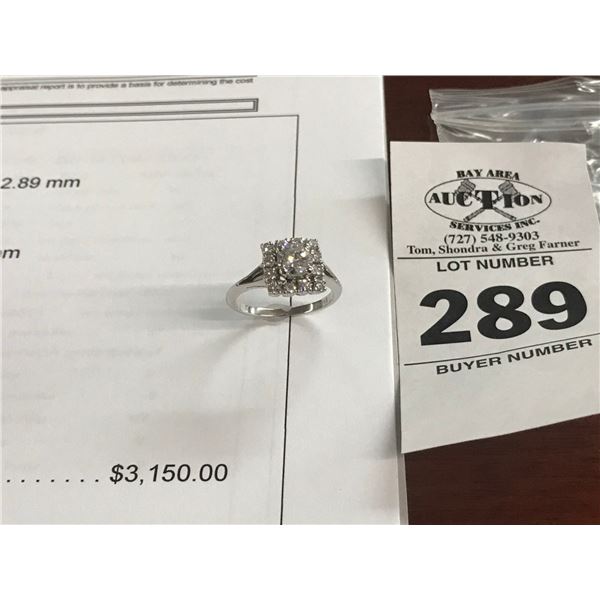 appraisal report is to provide a basis for determining the cost
2.89 mm
om
........ $3,150.00
BAY AREA
AUCTION
SERVICES INC.
(727) 548-9303
Tom, Shondra & Greg Farner
LOT NUMBER
289
BUYER NUMBER